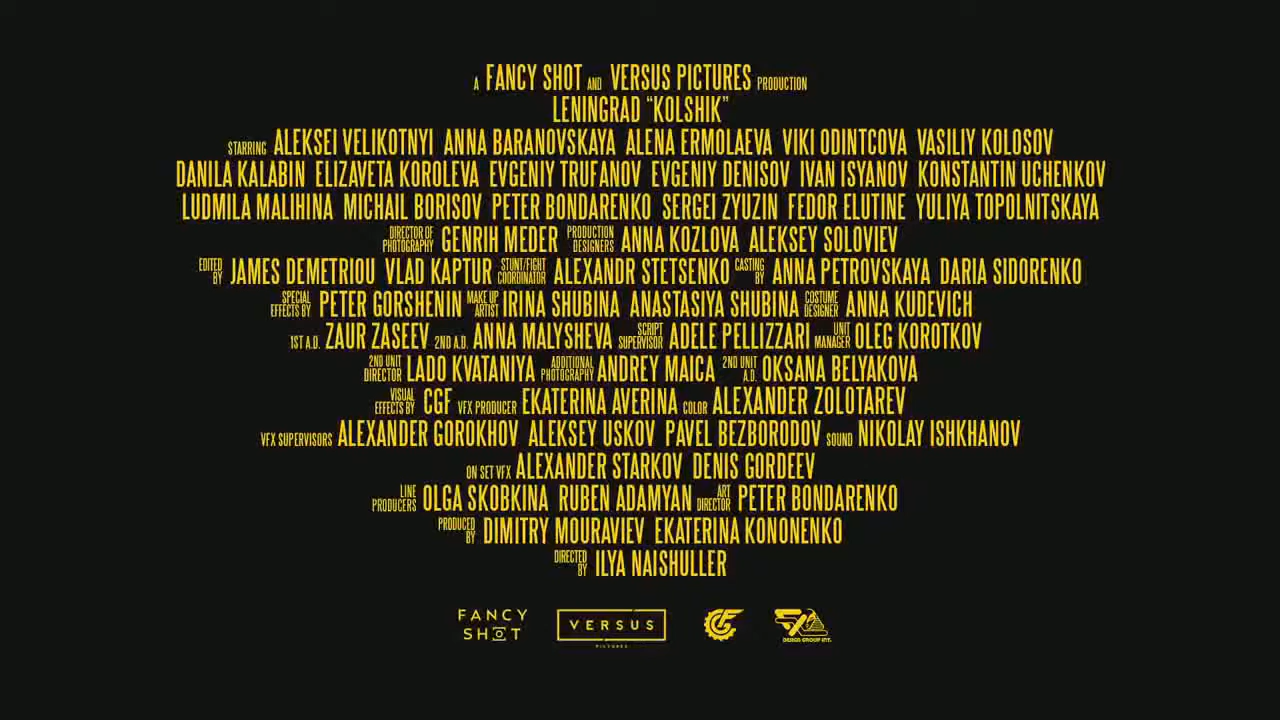 A FANCY SHOT AND VERSUS PICTURES PRODUCTION
LENINGRAD “KOLSHIK”
STARRING ALEKSEI VELIKOTNYI ANNA BARANOVSKAYA ALENA ERMOLAEVA VIKI ODINTCOVA VASILIY KOLOSOV
DANILA KALABIN ELIZAVETA KOROLEVA EVGENIY TRUFANOV EVGENIY DENISOV IVAN ISYANOV KONSTANTIN UCHENKOV
LUDMILA MALIHINA MICHAIL BORISOV PETER BONDARENKO SERGEI ZYUZIN FEDOR ELUTINE YULIYA TOPOLNITSKAYA
DIRECTOR OF PHOTOGRAPHY GENRIH MEDER PRODUCTION DESIGNERS ANNA KOZLOVA ALEKSEY SOLOVIEV
EDITED BY JAMES DEMETRIOU VLAD KAPTUR STUNT/FIGHT COORDINATOR ALEXANDR STETSENKO CASTING BY ANNA PETROVSKAYA DARIA SIDORENKO
SPECIAL EFFECTS BY PETER GORSHENIN MAKE UP ARTIST IRINA SHUBINA ANASTASIYA SHUBINA COSTUME DESIGNER ANNA KUDEVICH
1ST A.D. ZAUR ZASEEV 2ND A.D. ANNA MALYSHEVA SCRIPT SUPERVISOR ADELE PELLIZZARI UNIT MANAGER OLEG KOROTKOV
2ND UNIT DIRECTOR LADO KVATANIYA ADDITIONAL PHOTOGRAPHY ANDREY MAICA 2ND UNIT A.D. OKSANA BELYAKOVA
VISUAL EFFECTS BY CGF VFX PRODUCER EKATERINA AVERINA COLOR ALEXANDER ZOLOTAREV
VFX SUPERVISORS ALEXANDER GOROKHOV ALEKSEY USKOV PAVEL BEZBORODOV SOUND NIKOLAY ISHKHANOV
ON SET VFX ALEXANDER STARKOV DENIS GORDEEV
LINE PRODUCERS OLGA SKOBKINA RUBEN ADAMYAN ART DIRECTOR PETER BONDARENKO
PRODUCED BY DIMITRY MOURAVIEV EKATERINA KONONENKO
DIRECTED BY ILYA NAISHULLER
FANCY SHOT
VERSUS
PICTURES
DESIGN GROUP INT.